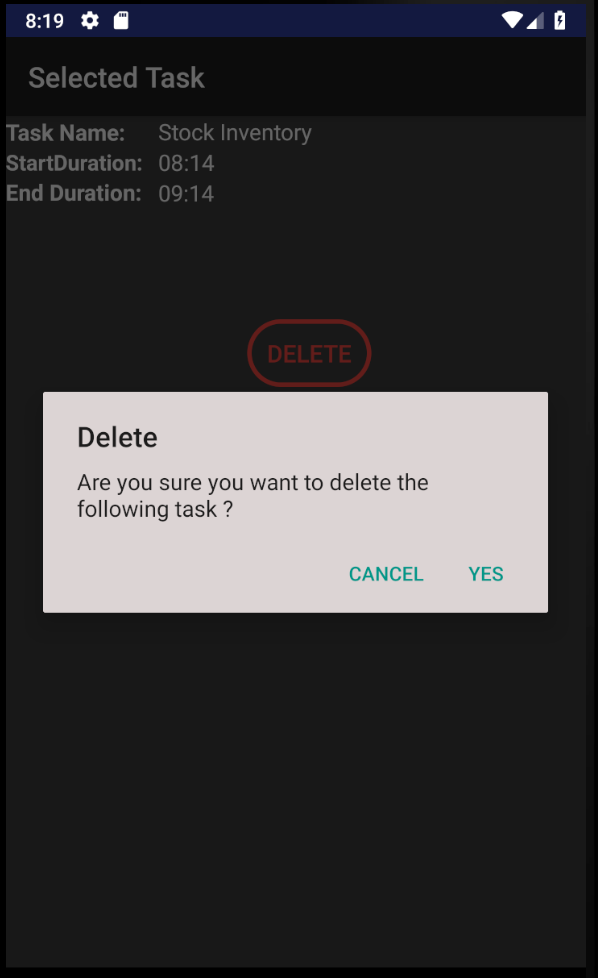 8:19
Selected Task
Task Name: Stock Inventory
StartDuration: 08:14
End Duration: 09:14
DELETE
Delete
Are you sure you want to delete the
following task ?
CANCEL YES